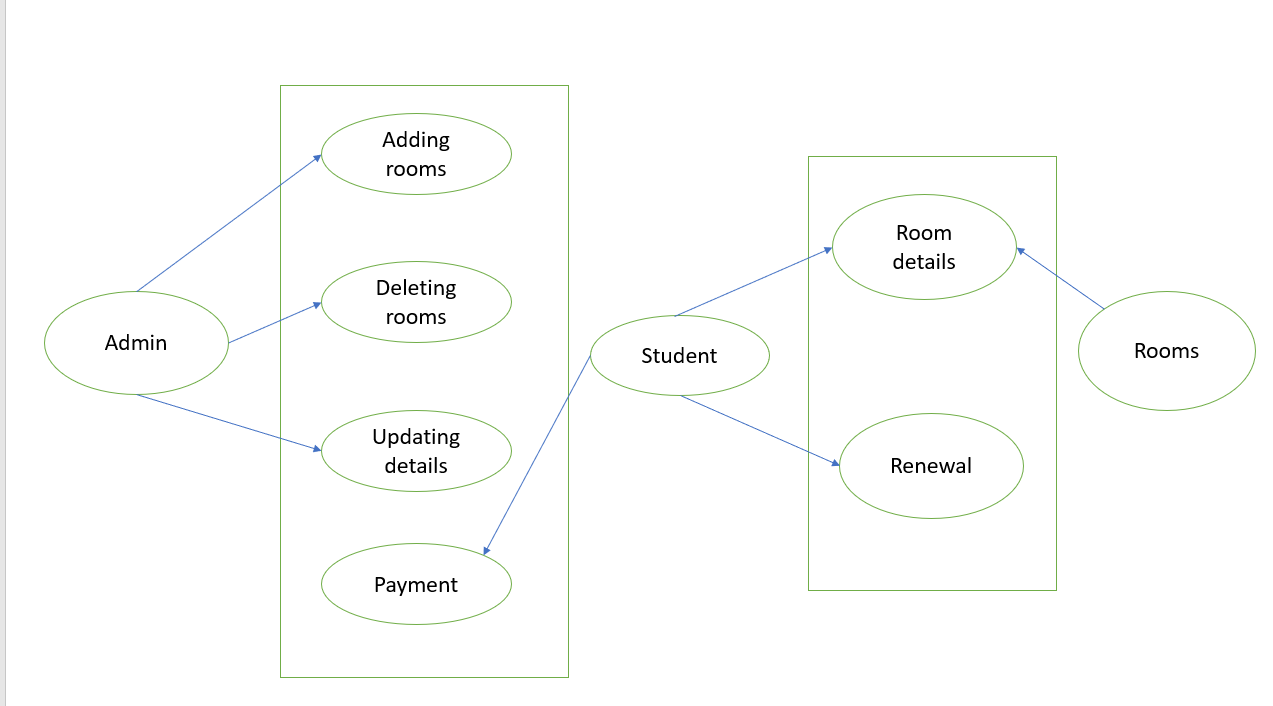 Adding
rooms
Deleting
rooms
Admin
Updating
details
Payment
Student
Room
details
Renewal
Rooms